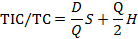 TIC/TC = D/Q S + Q/2 H